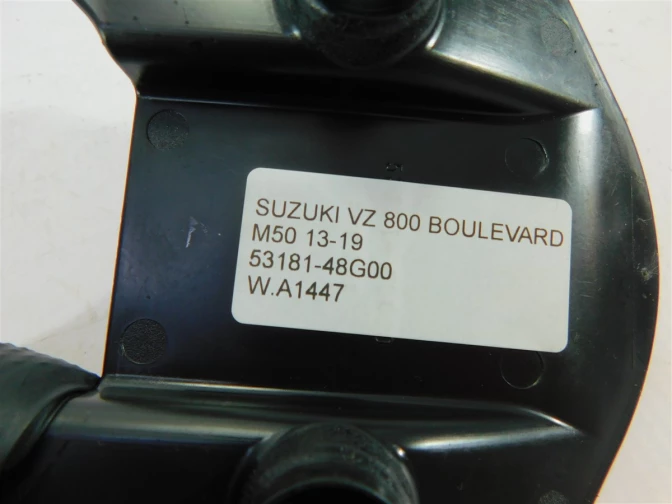 SUZUKI VZ 800 BOULEVARD
M50 13-19
53181-48G00
W.A1447